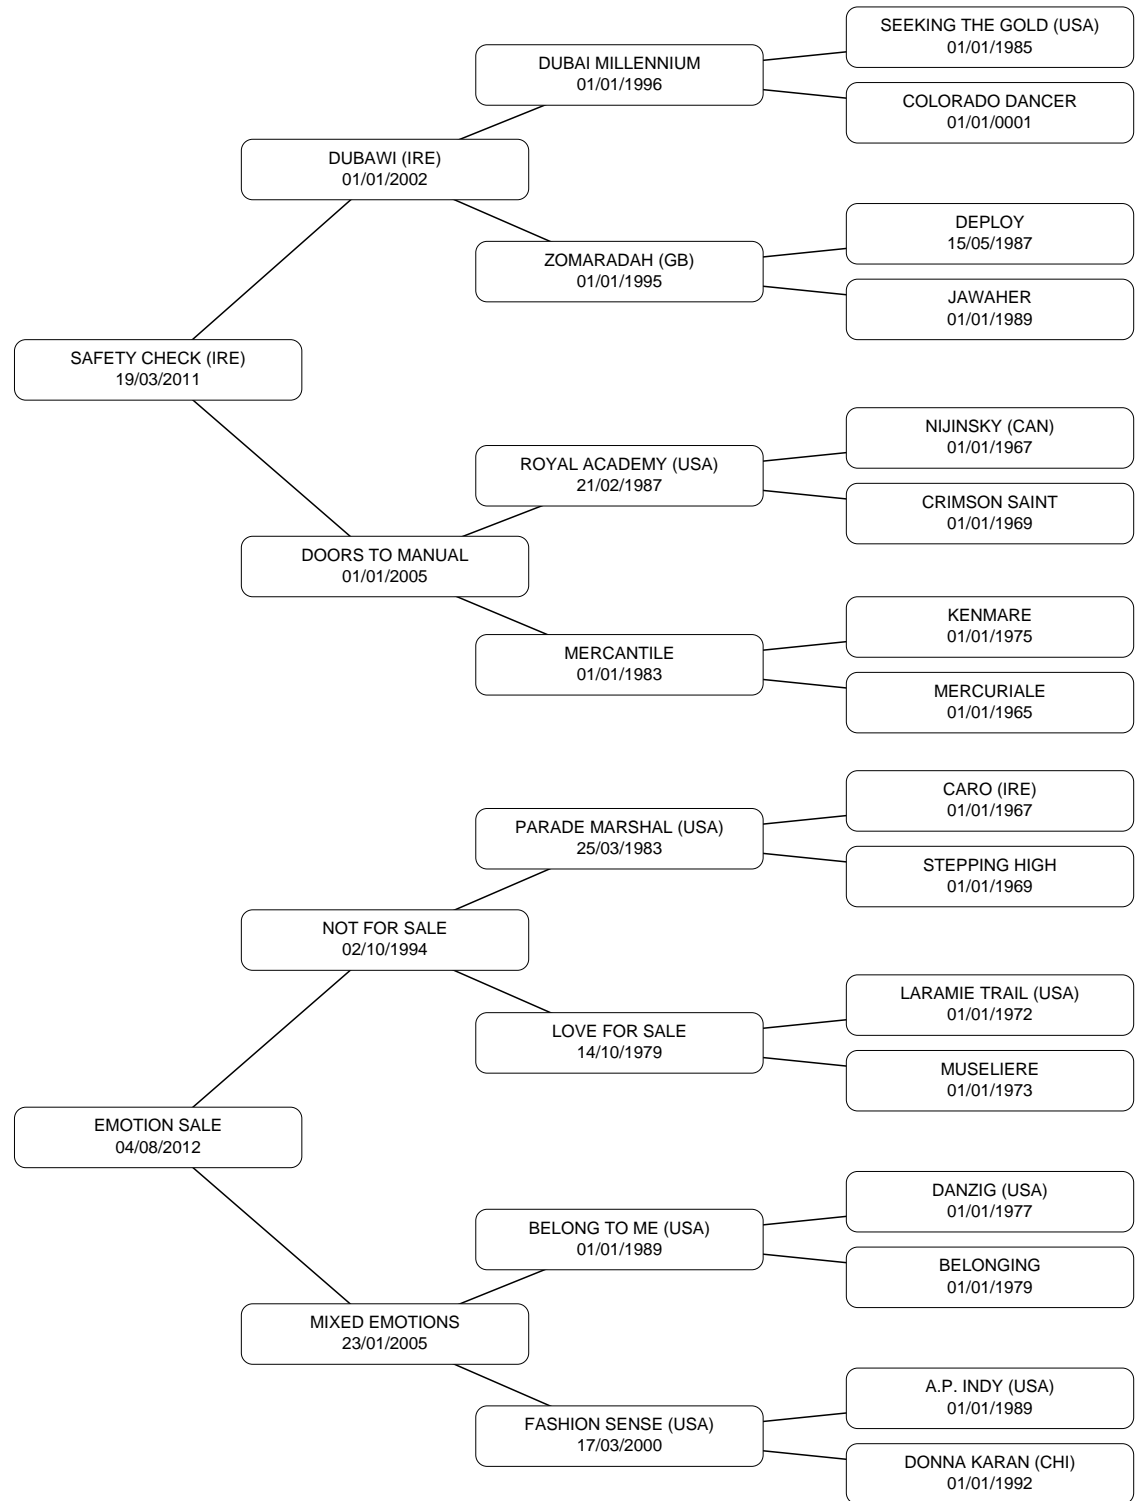 SEEKING THE GOLD (USA)
01/01/1985
DUBAI MILLENNIUM
01/01/1996
COLORADO DANCER
01/01/0001
DUBAWI (IRE)
01/01/2002
DEPLOY
15/05/1987
ZOMARADAH (GB)
01/01/1995
JAWAHER
01/01/1989
SAFETY CHECK (IRE)
19/03/2011
NIJINSKY (CAN)
01/01/1967
ROYAL ACADEMY (USA)
21/02/1987
CRIMSON SAINT
01/01/1969
DOORS TO MANUAL
01/01/2005
KENMARE
01/01/1975
MERCANTILE
01/01/1983
MERCURIALE
01/01/1965
CARO (IRE)
01/01/1967
PARADE MARSHAL (USA)
25/03/1983
STEPPING HIGH
01/01/1969
NOT FOR SALE
02/10/1994
LARAMIE TRAIL (USA)
01/01/1972
LOVE FOR SALE
14/10/1979
MUSELIERE
01/01/1973
EMOTION SALE
04/08/2012
DANZIG (USA)
01/01/1977
BELONG TO ME (USA)
01/01/1989
BELONGING
01/01/1979
MIXED EMOTIONS
23/01/2005
A.P. INDY (USA)
01/01/1989
FASHION SENSE (USA)
17/03/2000
DONNA KARAN (CHI)
01/01/1992